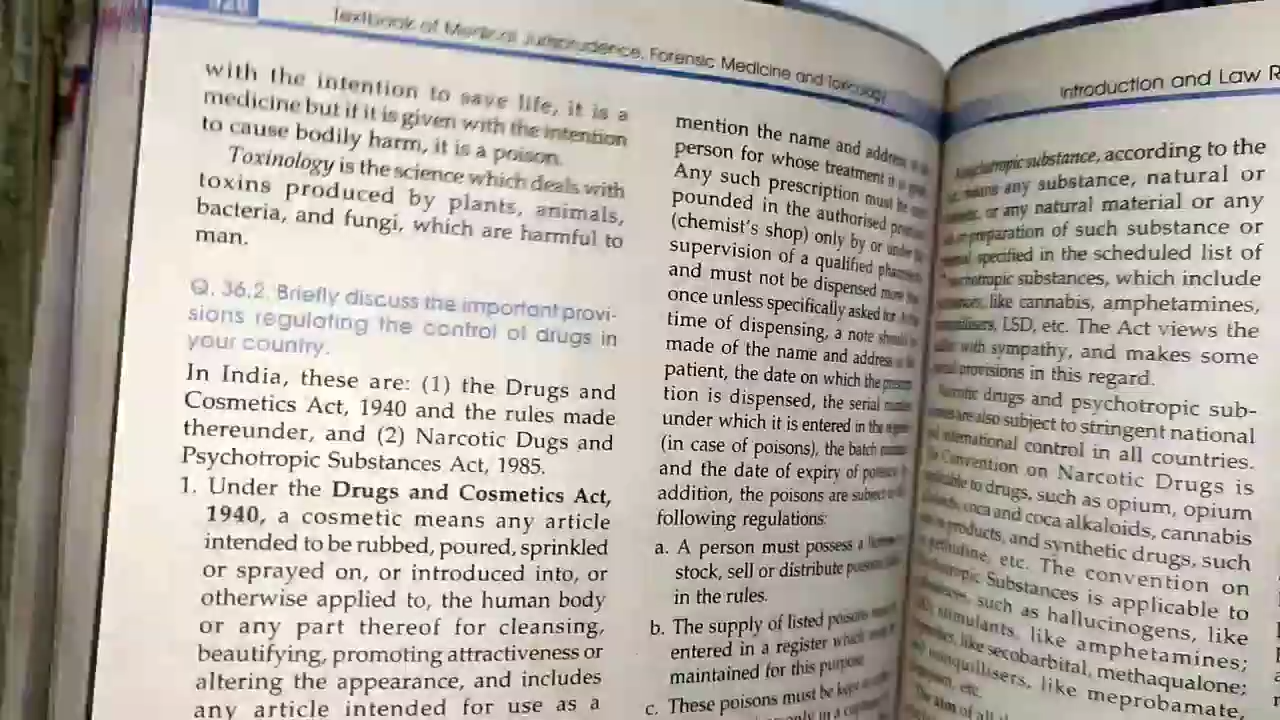 Textbook of Medical Jurisprudence, Forensic Medicine and Toxicology
with the intention to save life, it is a
medicine but if it is given with the intention
to cause bodily harm, it is a poison.
Toxinology is the science which deals with
toxins produced by plants, animals,
bacteria, and fungi, which are harmful to
man.
Q. 36.2. Briefly discuss the important provi-
sions regulating the control of drugs in
your country.
In India, these are: (1) the Drugs and
Cosmetics Act, 1940 and the rules made
thereunder, and (2) Narcotic Dugs and
Psychotropic Substances Act, 1985.
1. Under the Drugs and Cosmetics Act,
1940, a cosmetic means any article
intended to be rubbed, poured, sprinkled
or sprayed on, or introduced into, or
otherwise applied to, the human body
or any part thereof for cleansing,
beautifying, promoting attractiveness or
altering the appearance, and includes
any article intended for use as a
mention the name and address
person for whose treatment it is
Any such prescription must be
pounded in the authorised
(chemist's shop) only by or under
supervision of a qualified
and must not be dispensed
once unless specifically asked for
time of dispensing, a note
made of the name and address
patient, the date on which the
tion is dispensed, the serial
under which it is entered in the
(in case of poisons), the batch
and the date of expiry of
addition, the poisons are subject
following regulations:
a. A person must possess a
stock, sell or distribute
in the rules.
b. The supply of listed poisons
entered in a register which
maintained for this purpose
c. These poisons must be kept
only in a
Introduction and Law
substance, according to the
means any substance, natural or
or any natural material or any
preparation of such substance or
specified in the scheduled list of
substances, which include
like cannabis, amphetamines,
LSD, etc. The Act views the
with sympathy, and makes some
provisions in this regard.
drugs and psychotropic sub-
are also subject to stringent national
international control in all countries.
Convention on Narcotic Drugs is
to drugs, such as opium, opium
coca and coca alkaloids, cannabis
products, and synthetic drugs, such
etc. The convention on
Substances is applicable to
such as hallucinogens, like
stimulants, like amphetamines;
like secobarbital, methaqualone;
like meprobamate,
etc.
The aim of all